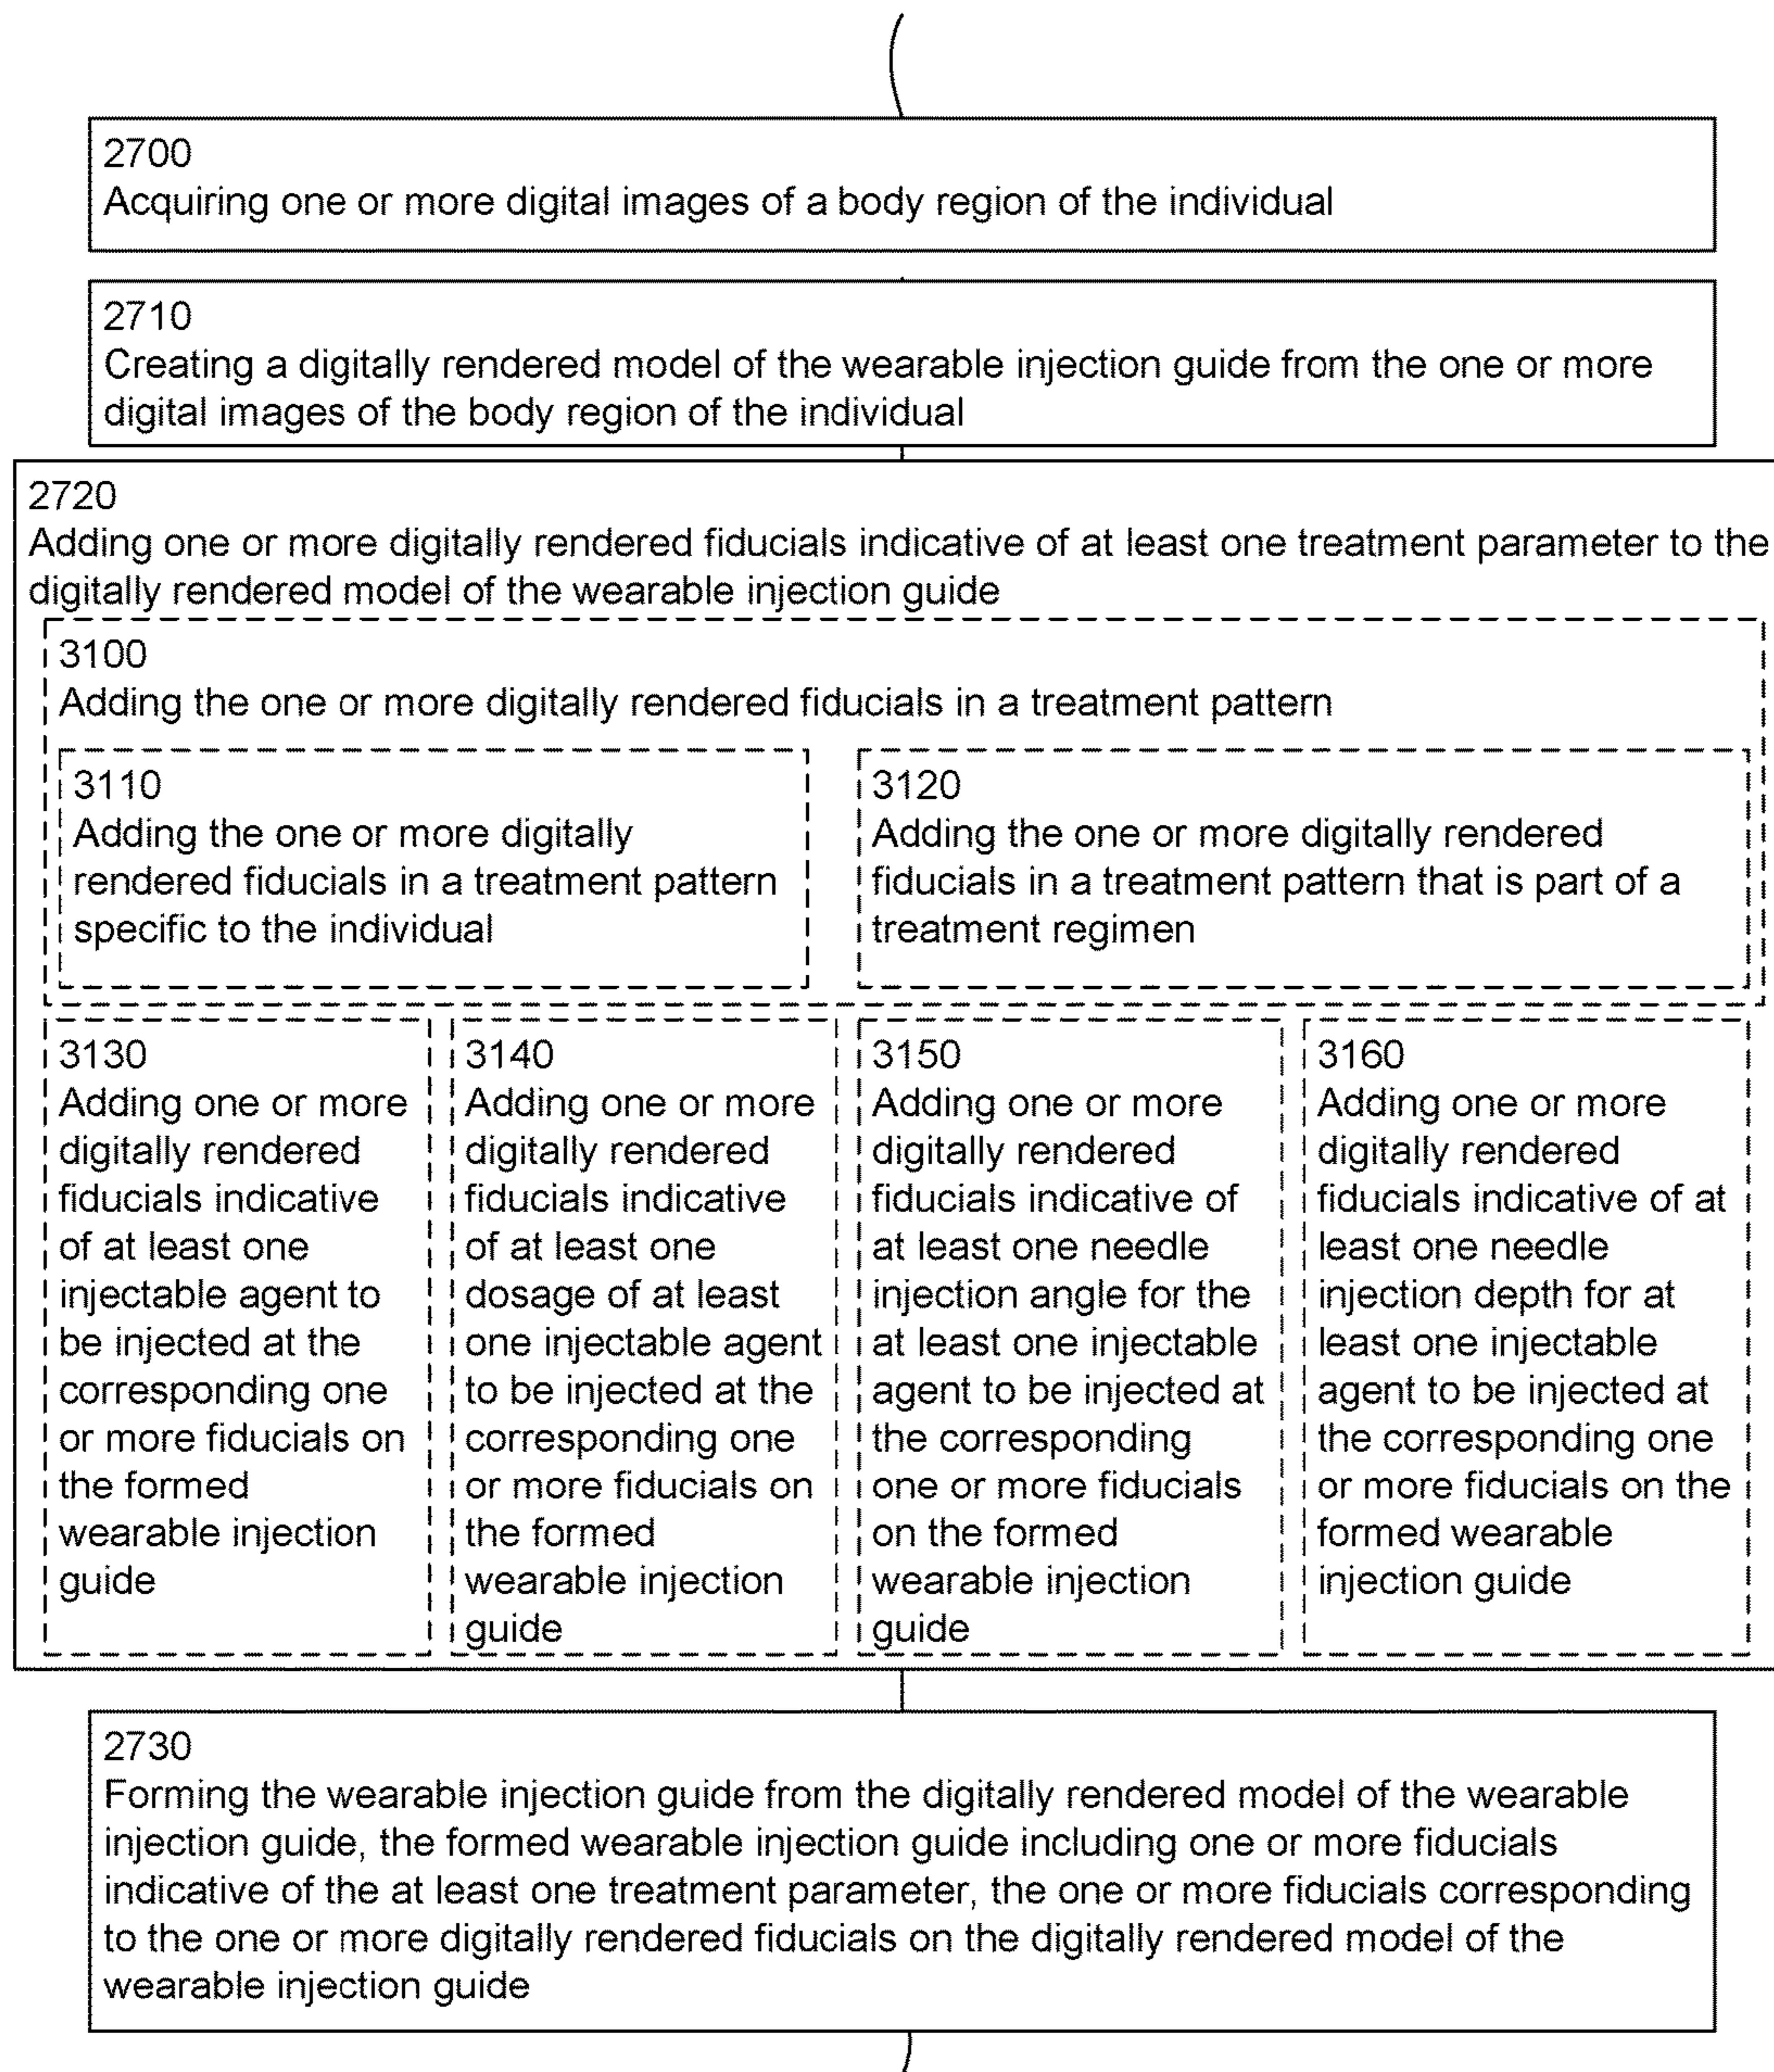 2700
Acquiring one or more digital images of a body region of the individual
2710
Creating a digitally rendered model of the wearable injection guide from the one or more
digital images of the body region of the individual
2720
Adding one or more digitally rendered fiducials indicative of at least one treatment parameter to the
digitally rendered model of the wearable injection guide
3100
Adding the one or more digitally rendered fiducials in a treatment pattern
3110
Adding the one or more digitally
rendered fiducials in a treatment pattern
specific to the individual
3120
Adding the one or more digitally rendered
fiducials in a treatment pattern that is part of a
treatment regimen
3130
Adding one or more
digitally rendered
fiducials indicative
of at least one
injectable agent to
be injected at the
corresponding one
or more fiducials on
the formed
wearable injection
guide
3140
Adding one or more
digitally rendered
fiducials indicative
of at least one
dosage of at least
one injectable agent
to be injected at the
corresponding one
or more fiducials on
the formed
wearable injection
guide
3150
Adding one or more
digitally rendered
fiducials indicative of
at least one needle
injection angle for the
at least one injectable
agent to be injected at
the corresponding
one or more fiducials
on the formed
wearable injection
guide
3160
Adding one or more
digitally rendered
fiducials indicative of at
least one needle
injection depth for at
least one injectable
agent to be injected at
the corresponding one
or more fiducials on the
formed wearable
injection guide
2730
Forming the wearable injection guide from the digitally rendered model of the wearable
injection guide, the formed wearable injection guide including one or more fiducials
indicative of the at least one treatment parameter, the one or more fiducials corresponding
to the one or more digitally rendered fiducials on the digitally rendered model of the
wearable injection guide